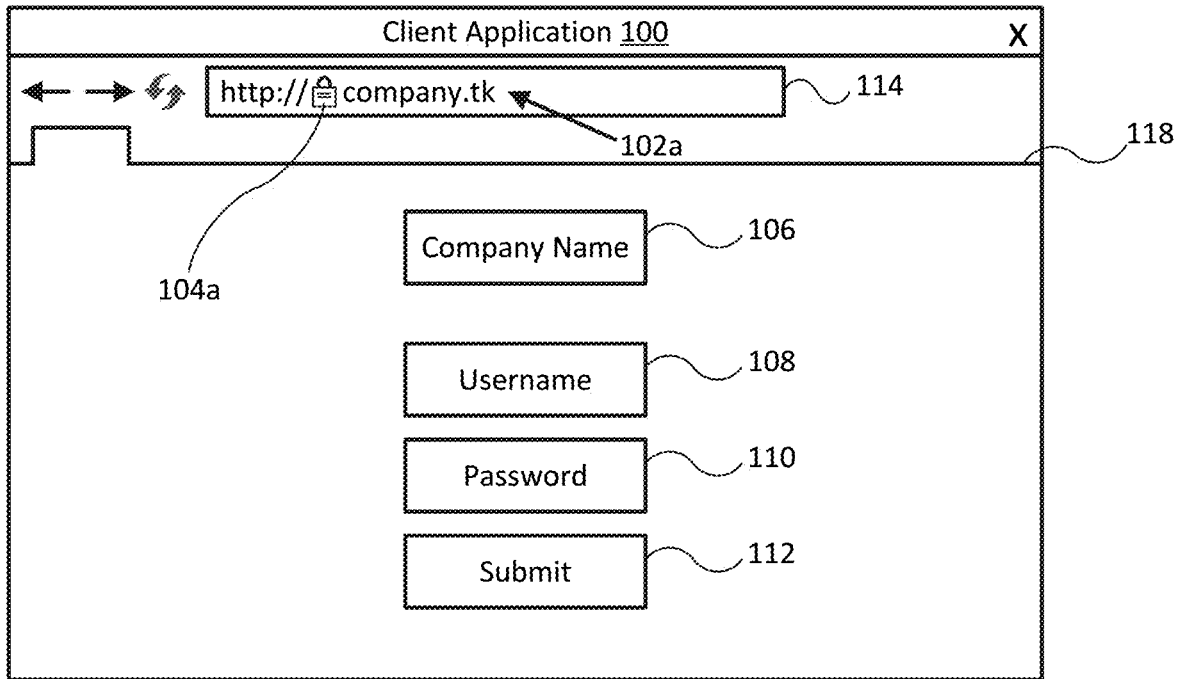 Client Application 100 X
http://🔒company.tk 114
102a
118
Company Name 106
104a
Username 108
Password 110
Submit 112